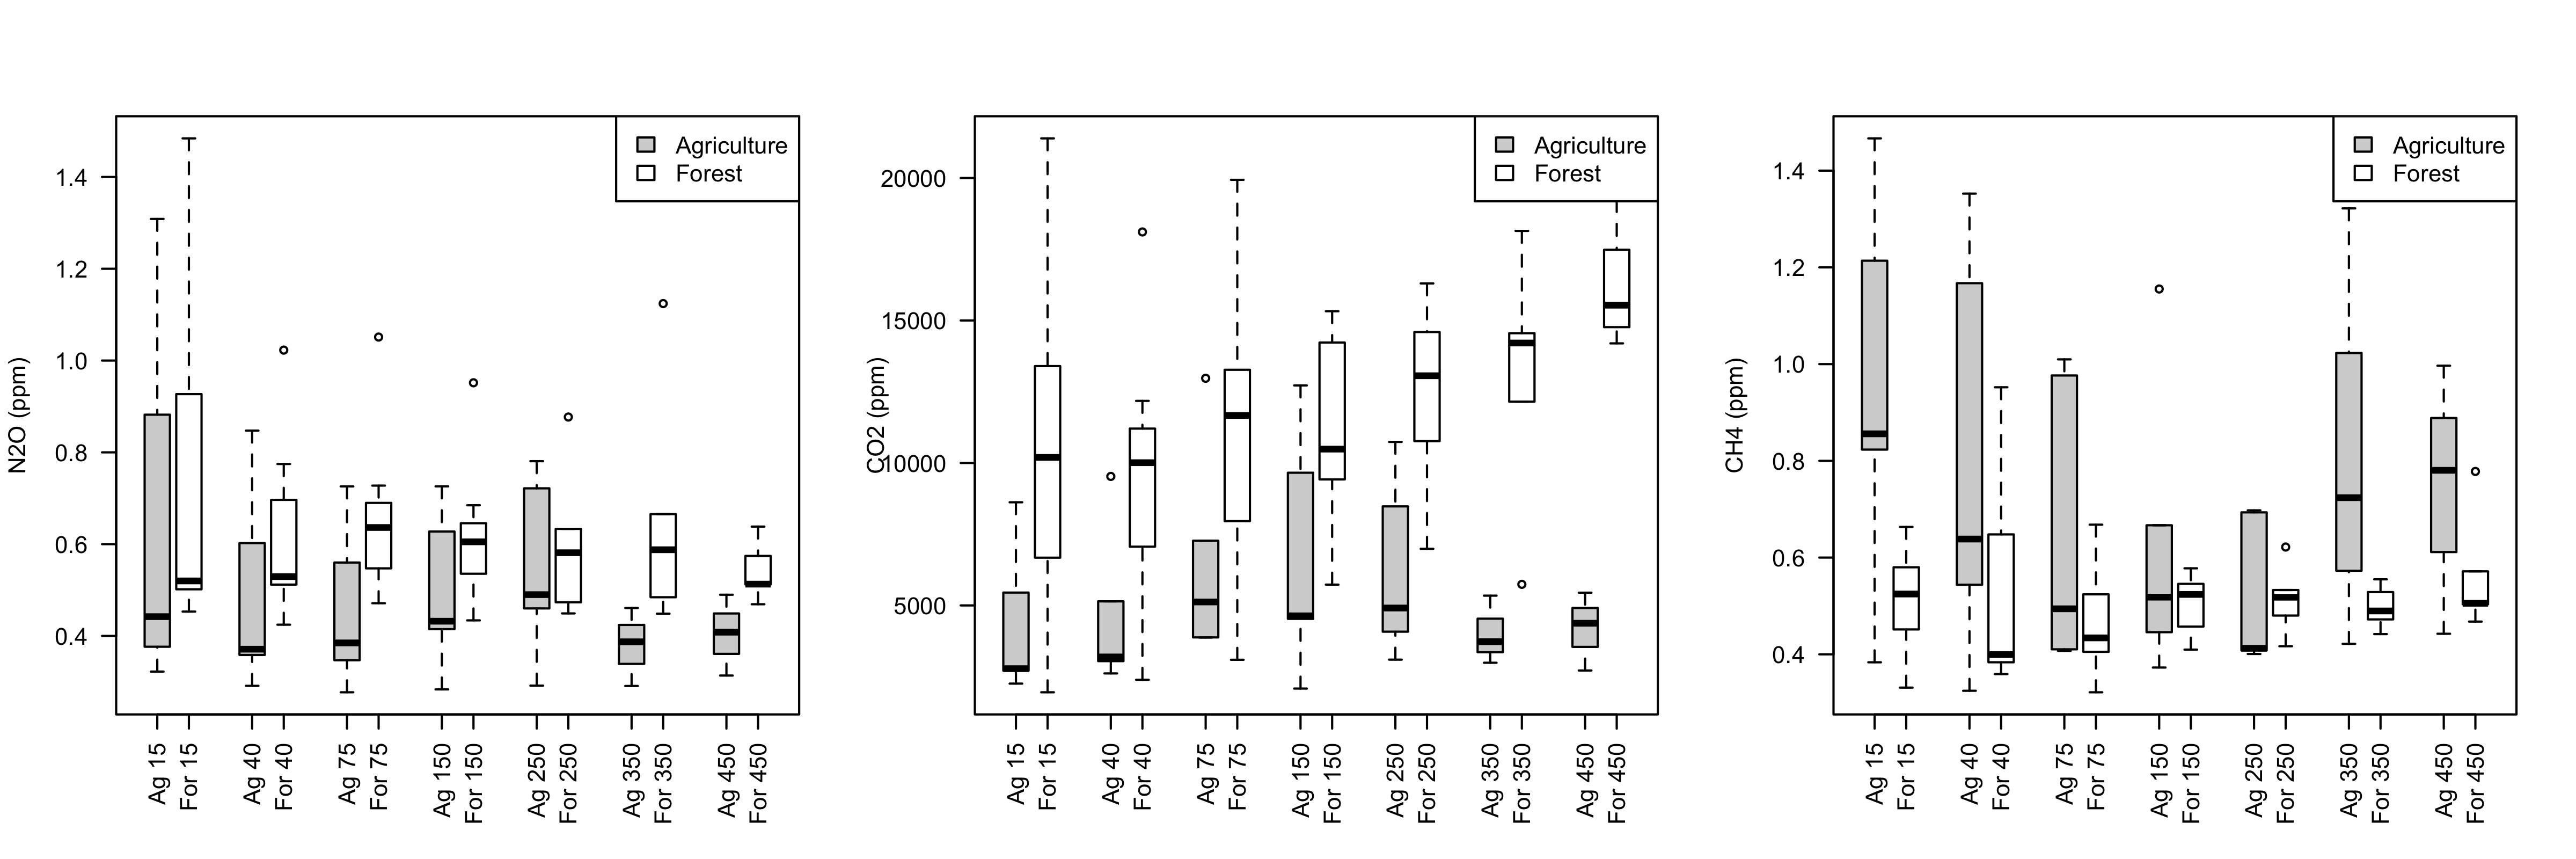 N2O (ppm)
1.4
1.2
1.0
0.8
0.6
0.4
Agriculture
Forest
Ag 15
For 15
Ag 40
For 40
Ag 75
For 75
Ag 150
For 150
Ag 250
For 250
Ag 350
For 350
Ag 450
For 450
CO2 (ppm)
20000
15000
10000
5000
Agriculture
Forest
Ag 15
For 15
Ag 40
For 40
Ag 75
For 75
Ag 150
For 150
Ag 250
For 250
Ag 350
For 350
Ag 450
For 450
CH4 (ppm)
1.4
1.2
1.0
0.8
0.6
0.4
Agriculture
Forest
Ag 15
For 15
Ag 40
For 40
Ag 75
For 75
Ag 150
For 150
Ag 250
For 250
Ag 350
For 350
Ag 450
For 450